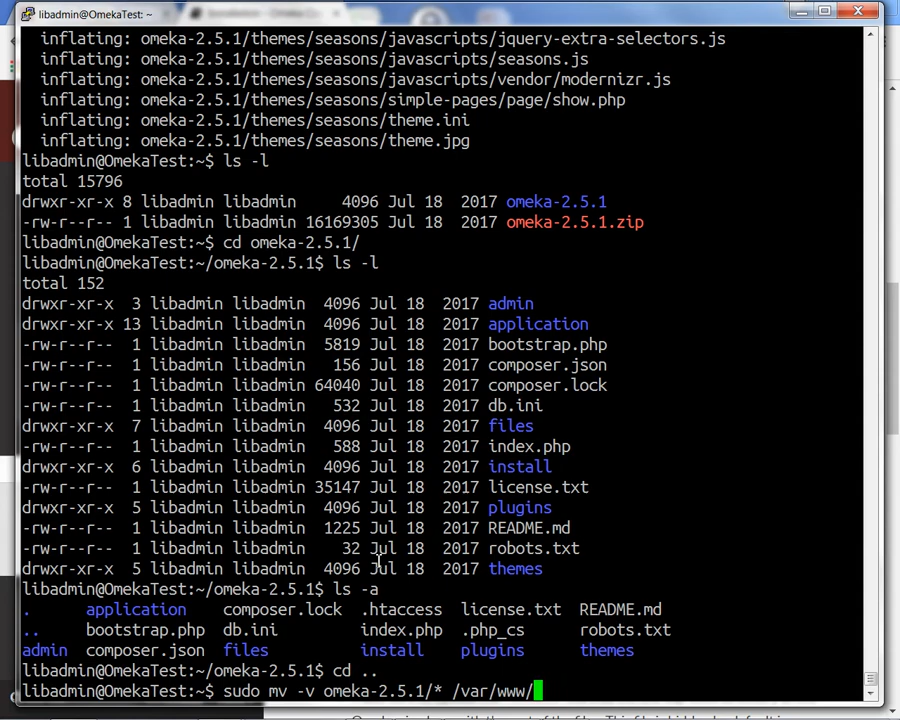 libadmin@OmekaTest: ~
inflating: omeka-2.5.1/themes/seasons/javascripts/jquery-extra-selectors.js
inflating: omeka-2.5.1/themes/seasons/javascripts/seasons.js
inflating: omeka-2.5.1/themes/seasons/javascripts/vendor/modernizr.js
inflating: omeka-2.5.1/themes/seasons/simple-pages/page/show.php
inflating: omeka-2.5.1/themes/seasons/theme.ini
inflating: omeka-2.5.1/themes/seasons/theme.jpg
libadmin@OmekaTest:~$ ls -l
total 15796
drwxr-xr-x 8 libadmin libadmin 4096 Jul 18 2017 omeka-2.5.1
-rw-r--r-- 1 libadmin libadmin 16169305 Jul 18 2017 omeka-2.5.1.zip
libadmin@OmekaTest:~$ cd omeka-2.5.1/
libadmin@OmekaTest:~/omeka-2.5.1$ ls -l
total 152
drwxr-xr-x 3 libadmin libadmin 4096 Jul 18 2017 admin
drwxr-xr-x 13 libadmin libadmin 4096 Jul 18 2017 application
-rw-r--r-- 1 libadmin libadmin 5819 Jul 18 2017 bootstrap.php
-rw-r--r-- 1 libadmin libadmin 156 Jul 18 2017 composer.json
-rw-r--r-- 1 libadmin libadmin 64040 Jul 18 2017 composer.lock
-rw-r--r-- 1 libadmin libadmin 532 Jul 18 2017 db.ini
drwxr-xr-x 7 libadmin libadmin 4096 Jul 18 2017 files
-rw-r--r-- 1 libadmin libadmin 588 Jul 18 2017 index.php
drwxr-xr-x 6 libadmin libadmin 4096 Jul 18 2017 install
-rw-r--r-- 1 libadmin libadmin 35147 Jul 18 2017 license.txt
drwxr-xr-x 5 libadmin libadmin 4096 Jul 18 2017 plugins
-rw-r--r-- 1 libadmin libadmin 1225 Jul 18 2017 README.md
-rw-r--r-- 1 libadmin libadmin 32 Jul 18 2017 robots.txt
drwxr-xr-x 5 libadmin libadmin 4096 Jul 18 2017 themes
libadmin@OmekaTest:~/omeka-2.5.1$ ls -a
. application composer.lock .htaccess license.txt README.md
.. bootstrap.php db.ini index.php .php_cs robots.txt
admin composer.json files install plugins themes
libadmin@OmekaTest:~/omeka-2.5.1$ cd ..
libadmin@OmekaTest:~$ sudo mv -v omeka-2.5.1/* /var/www/